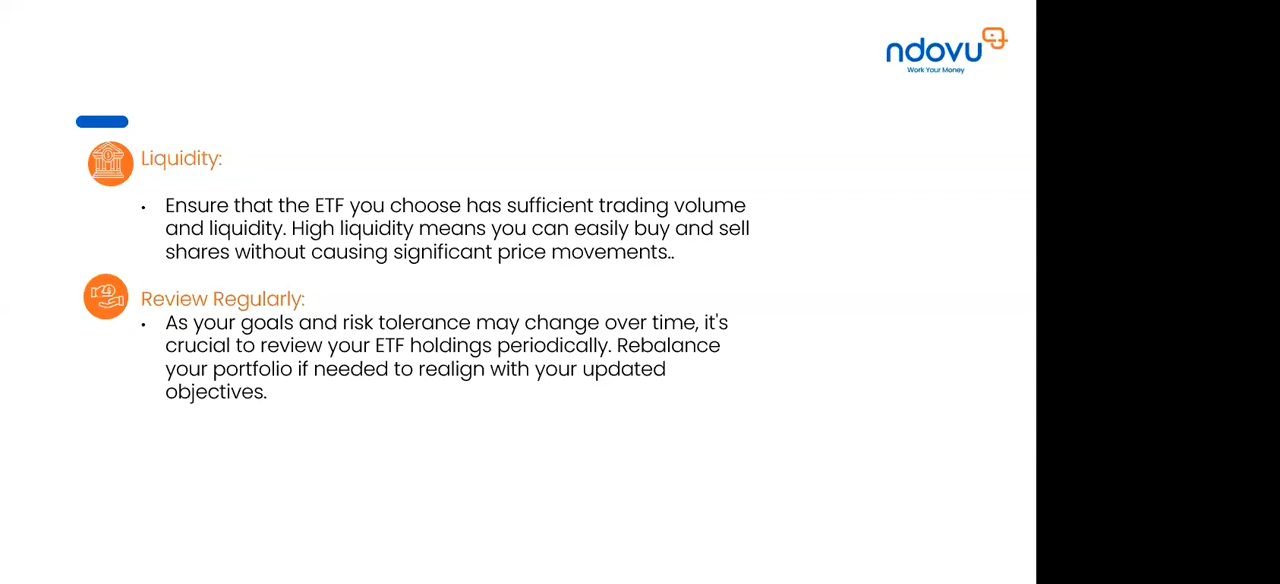 ndovu
Work Your Money
Liquidity:
• Ensure that the ETF you choose has sufficient trading volume
and liquidity. High liquidity means you can easily buy and sell
shares without causing significant price movements..
Review Regularly:
• As your goals and risk tolerance may change over time, it's
crucial to review your ETF holdings periodically. Rebalance
your portfolio if needed to realign with your updated
objectives.